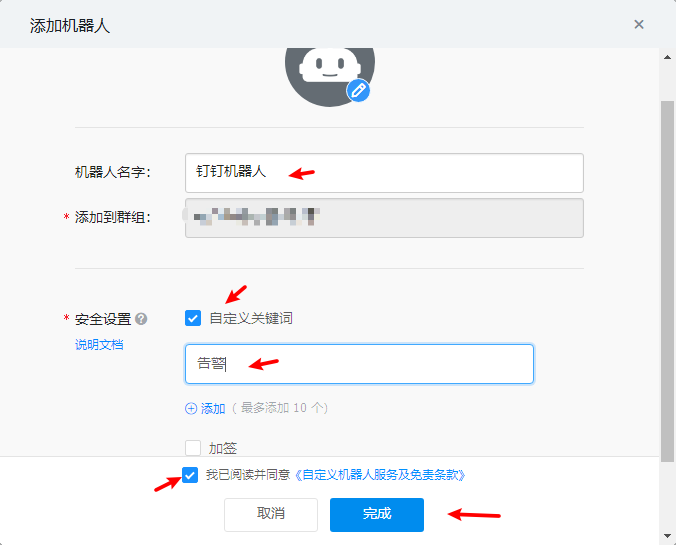 添加机器人
机器人名字: 钉钉机器人
* 添加到群组:
* 安全设置 ? 自定义关键词
说明文档
告警
添加 ( 最多添加 10 个)
加签
我已阅读并同意《自定义机器人服务及免责条款》
取消 完成